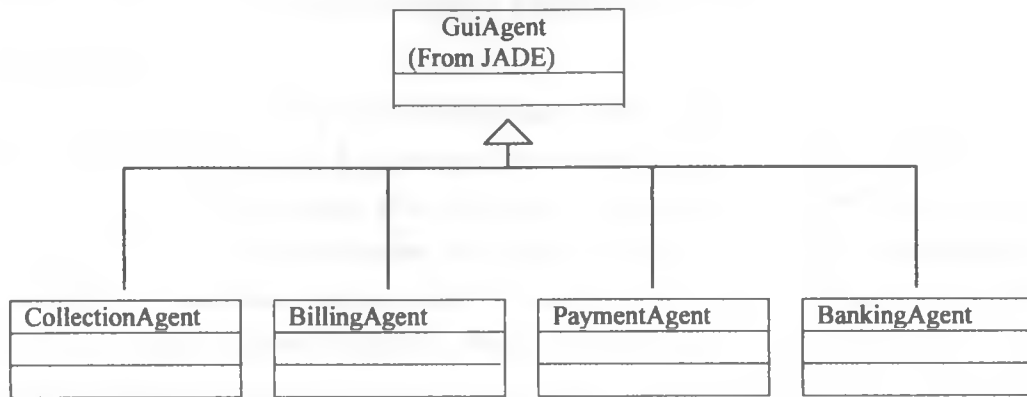 GuiAgent
(From JADE)
CollectionAgent
BillingAgent
PaymentAgent
BankingAgent